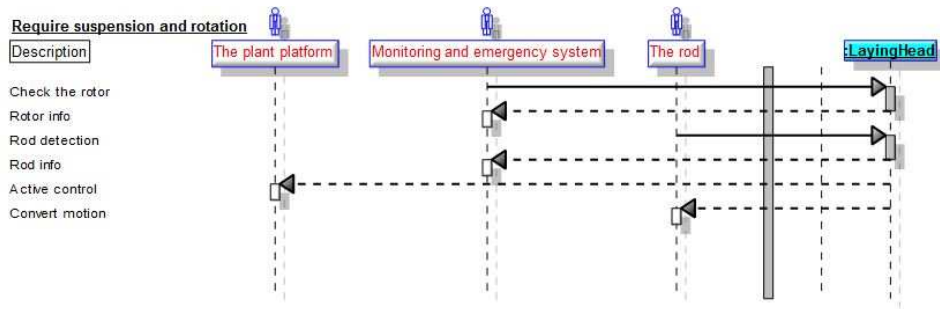 Require suspension and rotation
Description
The plant platform
Monitoring and emergency system
The rod
:LayingHead
Check the rotor
Rotor info
Rod detection
Rod info
Active control
Convert motion